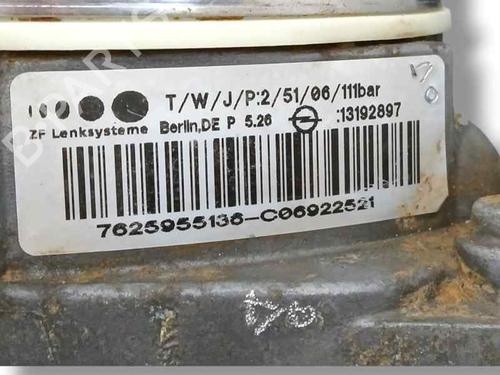 T/W/J/P:2/51/06/111bar
ZF Lenksysteme Berlin,DE P 5.26 :13192897
7625955136-C06922521